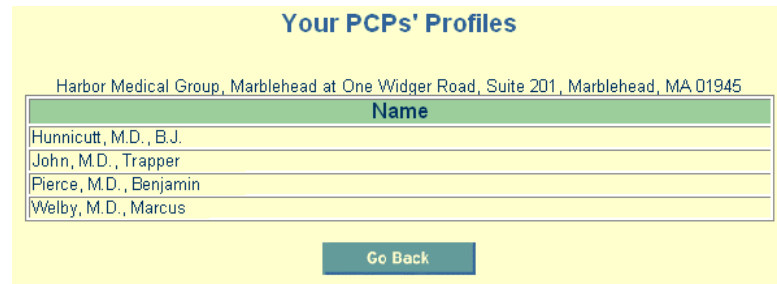 Your PCPs' Profiles
Harbor Medical Group, Marblehead at One Widger Road, Suite 201, Marblehead, MA 01945
Name
Hunnicutt, M.D., B.J.
John, M.D., Trapper
Pierce, M.D., Benjamin
Welby, M.D., Marcus
Go Back